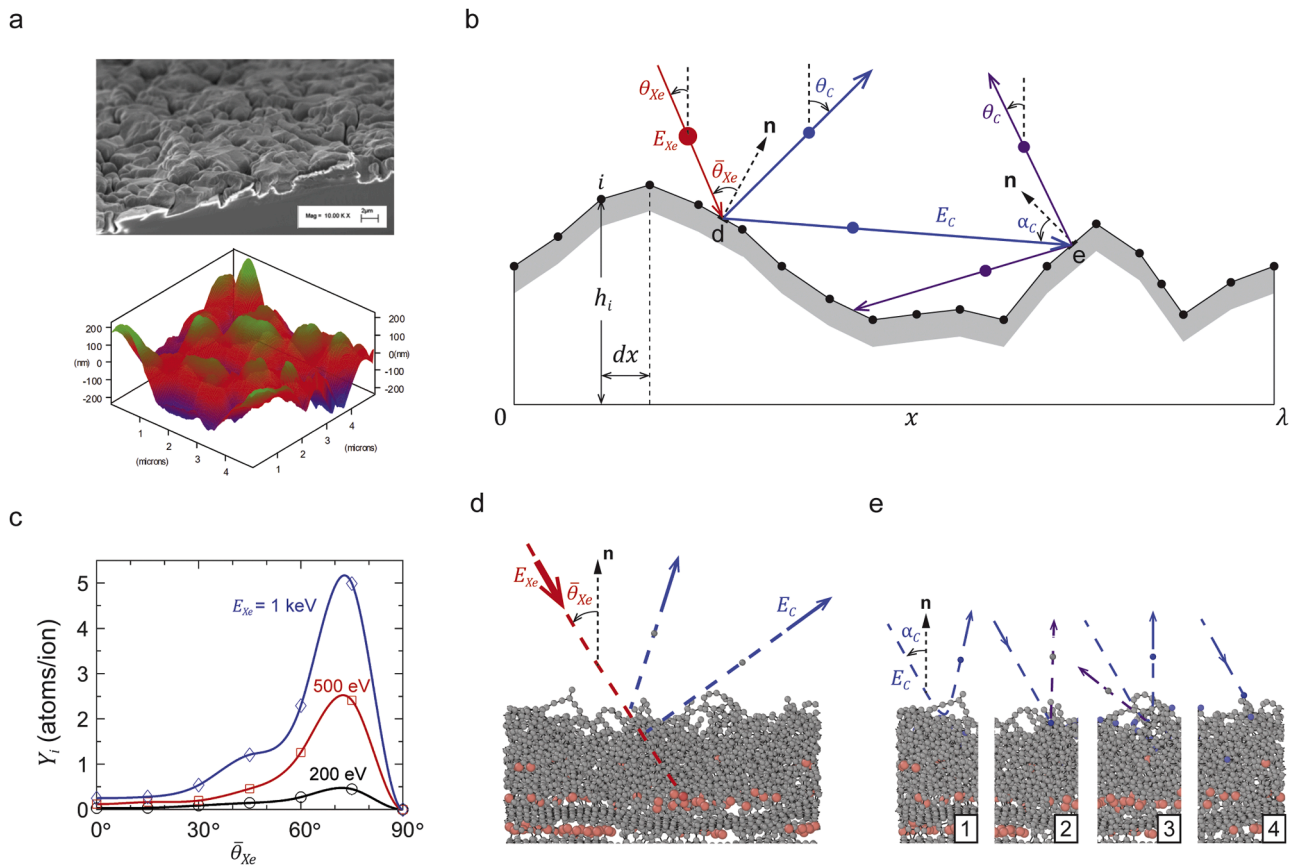 a
Mag = 10.00 K X
2µm
200
100
0
(nm)
-100
-200
200
100
0(nm)
-100
-200
1
2
3
4
(microns)
1
2
3
4
(microns)
b
θXe
EXe
θ̄Xe
n
θC
θC
n
αC
EC
i
d
e
hi
dx
0
x
λ
c
Yi (atoms/ion)
5
4
3
2
1
0
EXe = 1 keV
500 eV
200 eV
0° 30° 60° 90°
θ̄Xe
d
n
EXe
θ̄Xe
EC
e
n
αC
EC
1 2 3 4